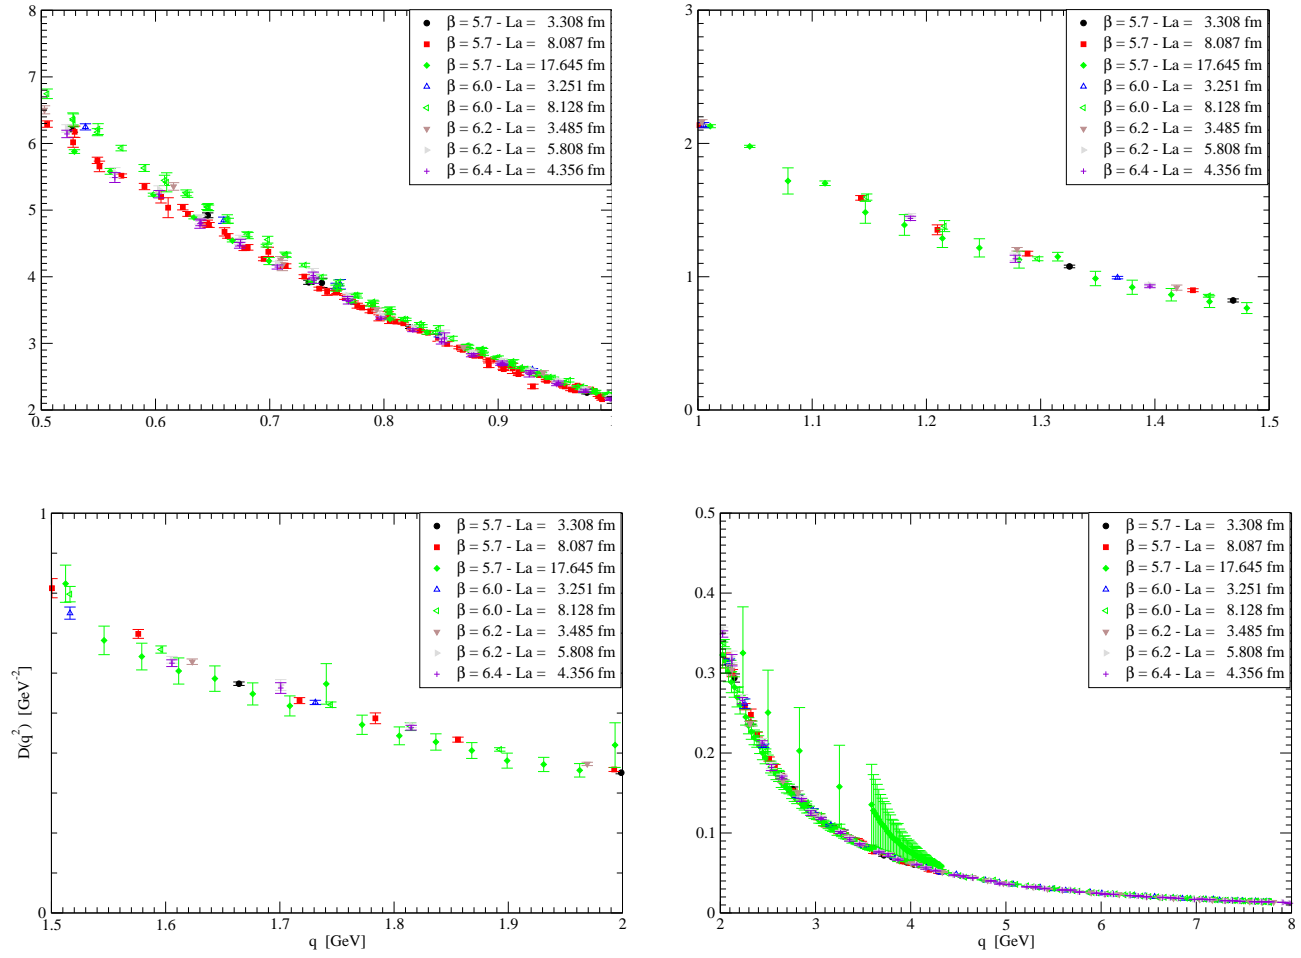 8
7
6
5
4
3
2
0.5
0.6
0.7
0.8
0.9
1
β = 5.7 - La = 3.308 fm
β = 5.7 - La = 8.087 fm
β = 5.7 - La = 17.645 fm
β = 6.0 - La = 3.251 fm
β = 6.0 - La = 8.128 fm
β = 6.2 - La = 3.485 fm
β = 6.2 - La = 5.808 fm
β = 6.4 - La = 4.356 fm
3
2
1
0
1
1.1
1.2
1.3
1.4
1.5
β = 5.7 - La = 3.308 fm
β = 5.7 - La = 8.087 fm
β = 5.7 - La = 17.645 fm
β = 6.0 - La = 3.251 fm
β = 6.0 - La = 8.128 fm
β = 6.2 - La = 3.485 fm
β = 6.2 - La = 5.808 fm
β = 6.4 - La = 4.356 fm
1
0
D(q²) [GeV⁻²]
1.5
1.6
1.7
1.8
1.9
2
q [GeV]
β = 5.7 - La = 3.308 fm
β = 5.7 - La = 8.087 fm
β = 5.7 - La = 17.645 fm
β = 6.0 - La = 3.251 fm
β = 6.0 - La = 8.128 fm
β = 6.2 - La = 3.485 fm
β = 6.2 - La = 5.808 fm
β = 6.4 - La = 4.356 fm
0.5
0.4
0.3
0.2
0.1
0
2
3
4
5
6
7
8
q [GeV]
β = 5.7 - La = 3.308 fm
β = 5.7 - La = 8.087 fm
β = 5.7 - La = 17.645 fm
β = 6.0 - La = 3.251 fm
β = 6.0 - La = 8.128 fm
β = 6.2 - La = 3.485 fm
β = 6.2 - La = 5.808 fm
β = 6.4 - La = 4.356 fm